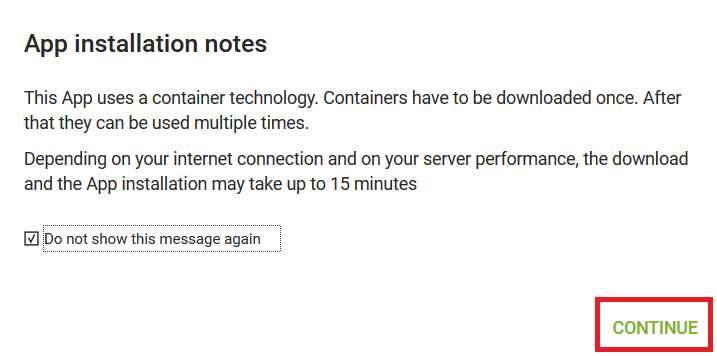 App installation notes
This App uses a container technology. Containers have to be downloaded once. After
that they can be used multiple times.
Depending on your internet connection and on your server performance, the download
and the App installation may take up to 15 minutes
Do not show this message again
CONTINUE